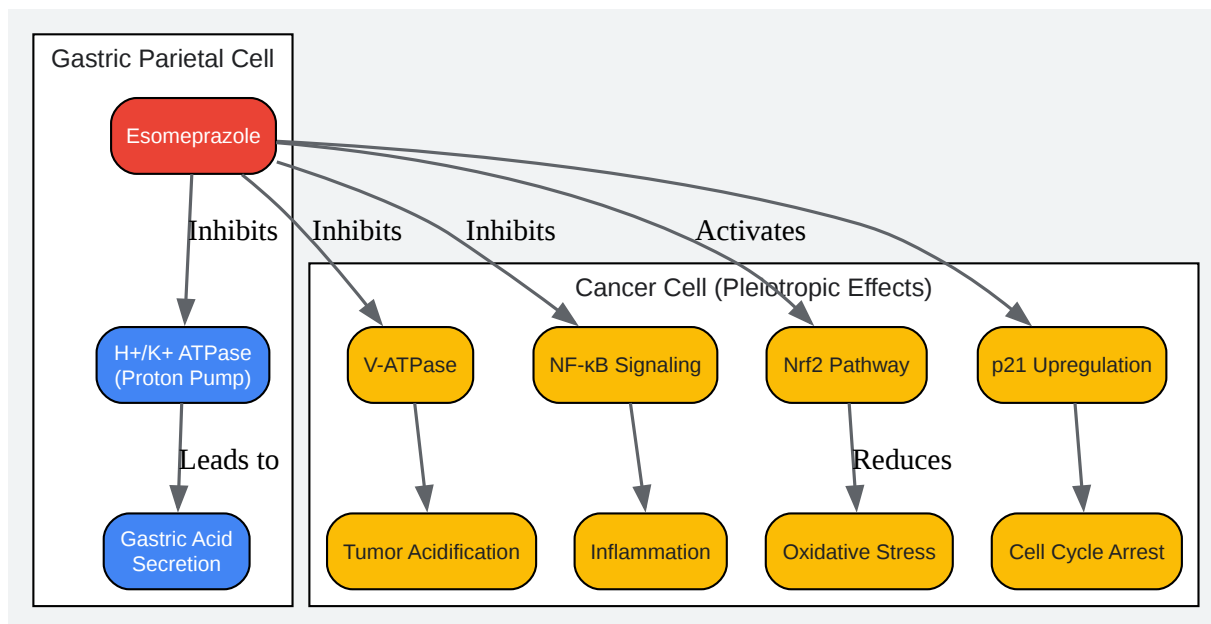 Gastric Parietal Cell
Esomeprazole
Inhibits
Inhibits
Inhibits
Activates
Cancer Cell (Pleiotropic Effects)
H+/K+ ATPase
(Proton Pump)
V-ATPase
NF-κB Signaling
Nrf2 Pathway
p21 Upregulation
Leads to
Reduces
Gastric Acid
Secretion
Tumor Acidification
Inflammation
Oxidative Stress
Cell Cycle Arrest